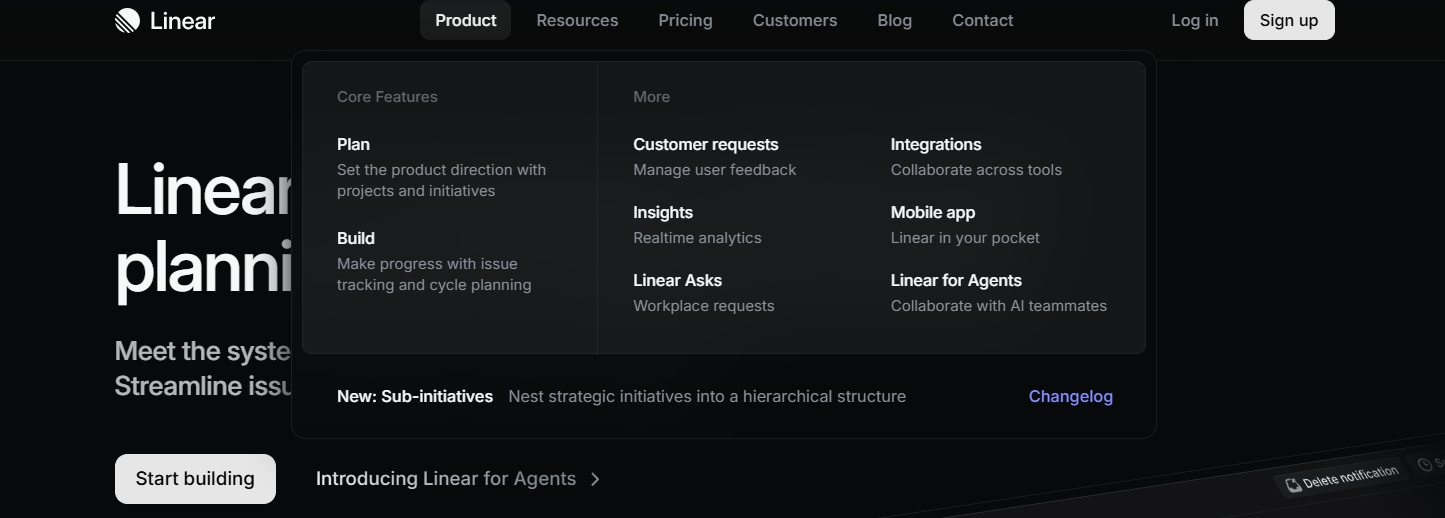 Linear
Product
Resources
Pricing
Customers
Blog
Contact
Log in
Sign up
Core Features
Plan
Set the product direction with
projects and initiatives
Build
Make progress with issue
tracking and cycle planning
More
Customer requests
Manage user feedback
Insights
Realtime analytics
Linear Asks
Workplace requests
Integrations
Collaborate across tools
Mobile app
Linear in your pocket
Linear for Agents
Collaborate with AI teammates
New: Sub-initiatives Nest strategic initiatives into a hierarchical structure
Changelog
Linear
planni
Meet the syste
Streamline issu
Start building
Introducing Linear for Agents
Delete notification